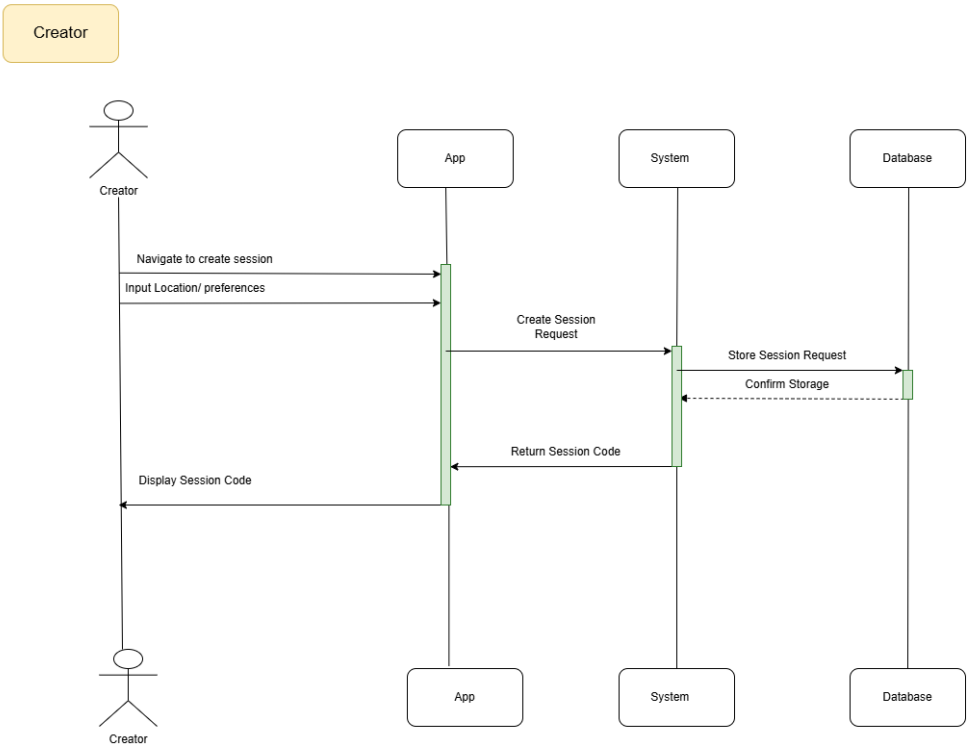 Creator
Creator
App
System
Database
Navigate to create session
Input Location/ preferences
Create Session
Request
Store Session Request
Confirm Storage
Return Session Code
Display Session Code
App
System
Database
Creator